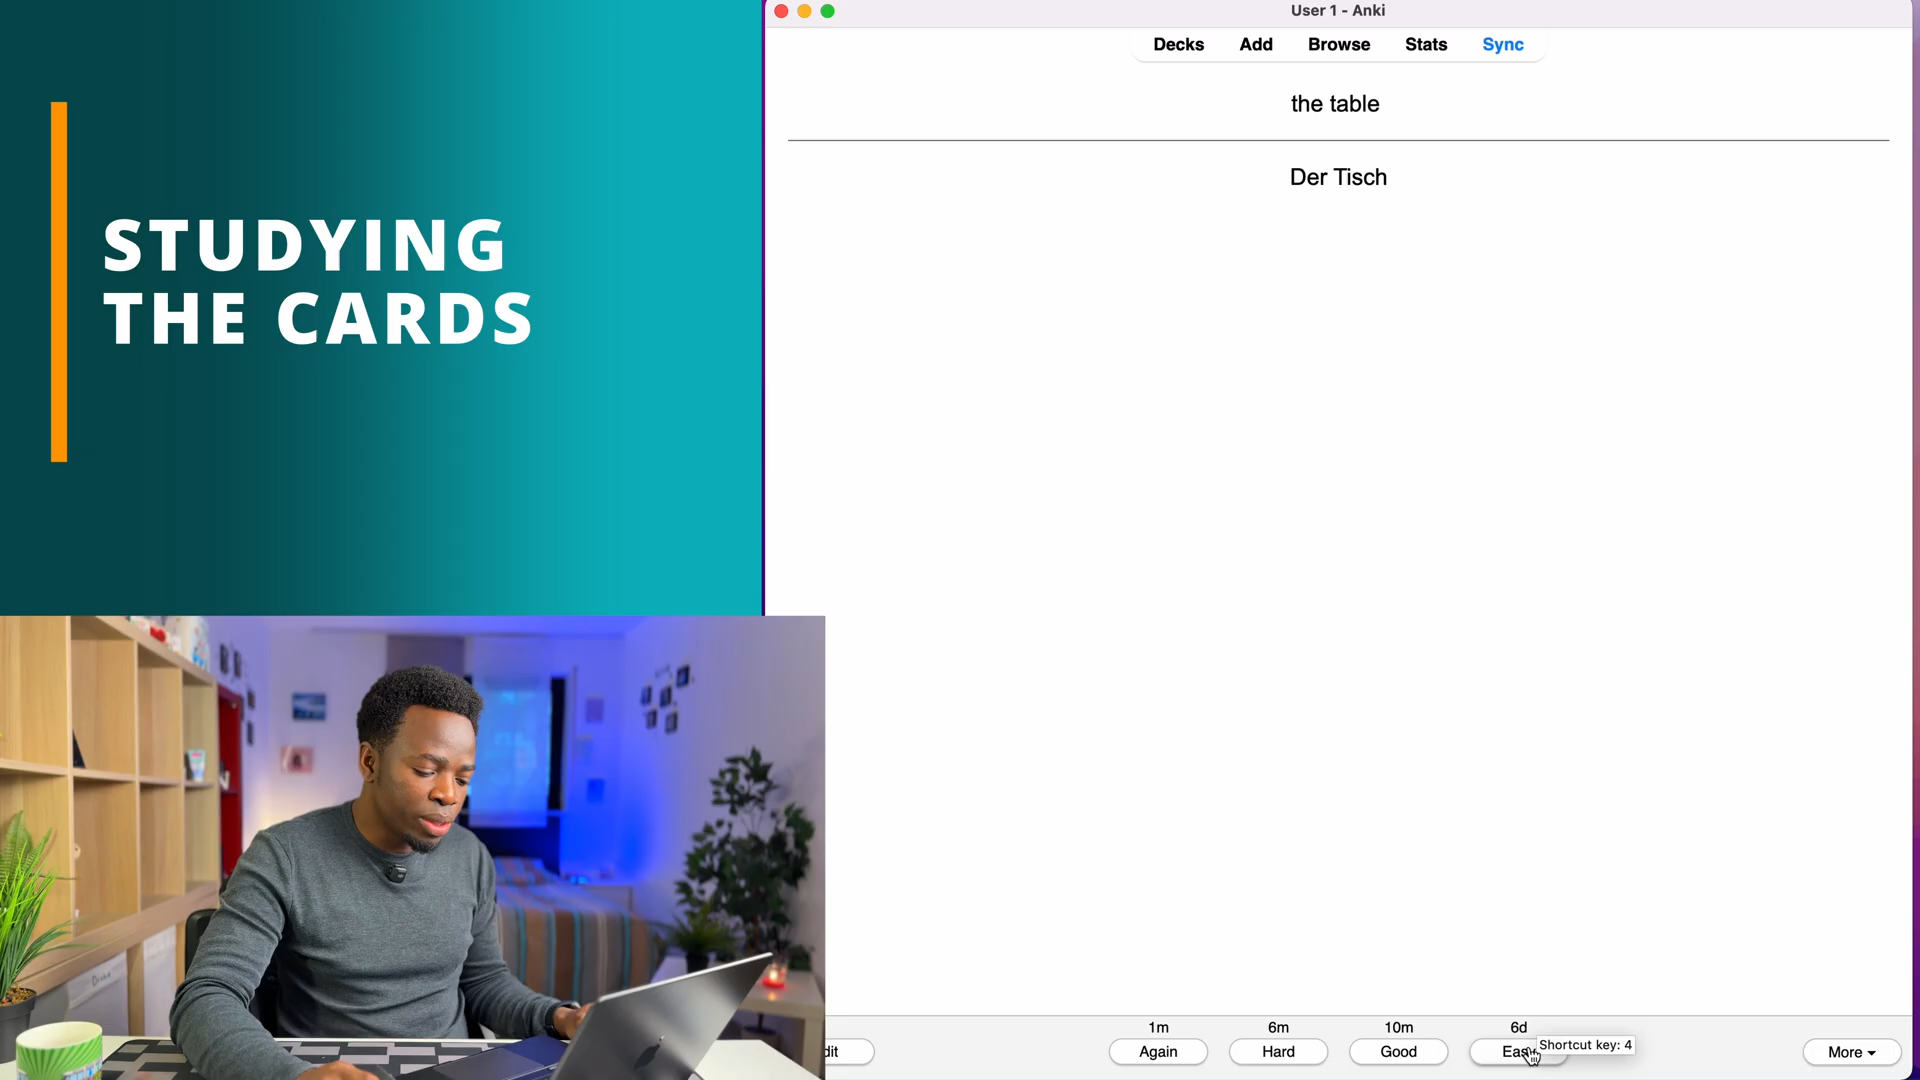 STUDYING
THE CARDS
User 1 - Anki
Decks Add Browse Stats Sync
the table
Der Tisch
1m 6m 10m 6d
dit Again Hard Good Eas More
Shortcut key: 4